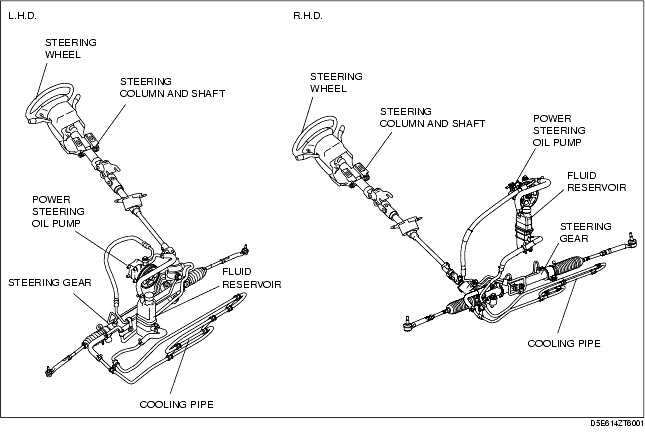 L.H.D.
STEERING
WHEEL
STEERING
COLUMN AND SHAFT
POWER
STEERING
OIL PUMP
STEERING GEAR
FLUID
RESERVOIR
COOLING PIPE
R.H.D.
STEERING
WHEEL
STEERING
COLUMN AND SHAFT
POWER
STEERING
OIL PUMP
FLUID
RESERVOIR
STEERING
GEAR
COOLING PIPE
D5E614ZT6001